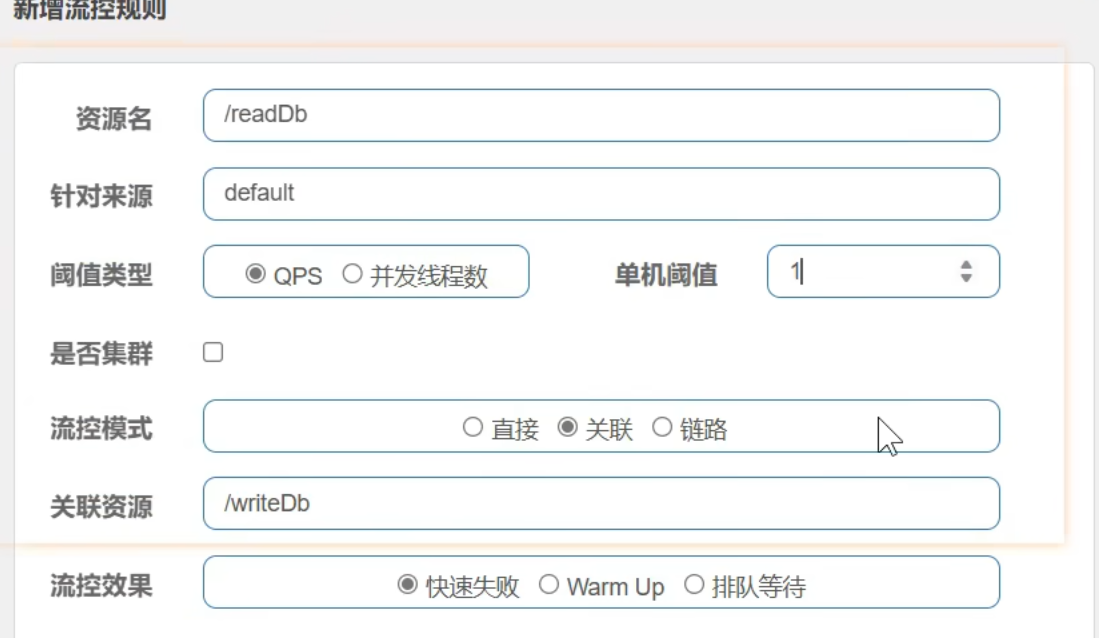 新增流控规则
资源名 /readDb
针对来源 default
阈值类型 QPS 并发线程数 单机阈值 1
是否集群
流控模式 直接 关联 链路
关联资源 /writeDb
流控效果 快速失败 Warm Up 排队等待